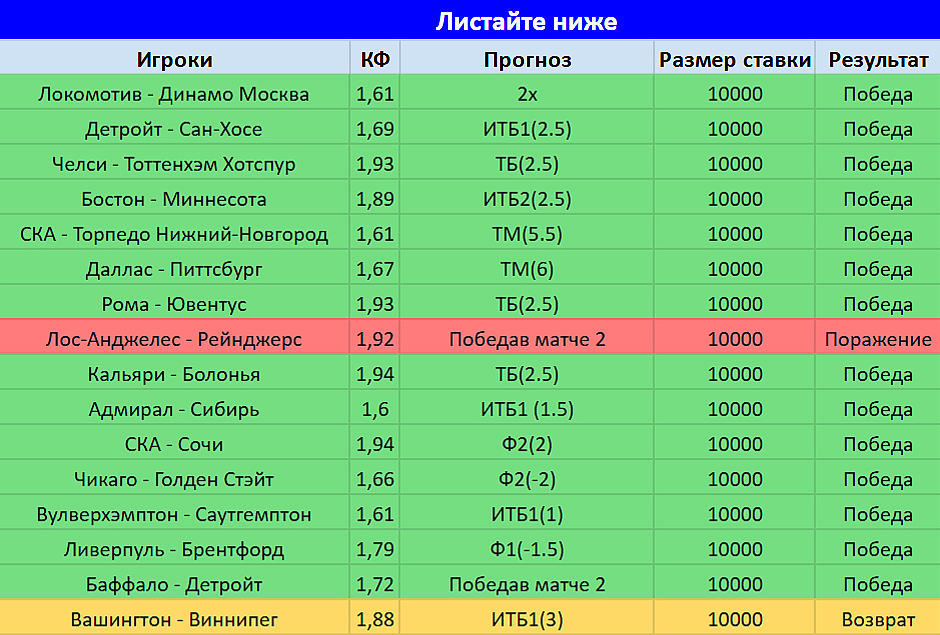 Листайте ниже
Игроки КФ Прогноз Размер ставки Результат
Локомотив - Динамо Москва 1,61 2х 10000 Победа
Детройт - Сан-Хосе 1,69 ИТБ1(2.5) 10000 Победа
Челси - Тоттенхэм Хотспур 1,93 ТБ(2.5) 10000 Победа
Бостон - Миннесота 1,89 ИТБ2(2.5) 10000 Победа
СКА - Торпедо Нижний-Новгород 1,61 ТМ(5.5) 10000 Победа
Даллас - Питтсбург 1,67 ТМ(6) 10000 Победа
Рома - Ювентус 1,93 ТБ(2.5) 10000 Победа
Лос-Анджелес - Рейнджерс 1,92 Победав матче 2 10000 Поражение
Кальяри - Болонья 1,94 ТБ(2.5) 10000 Победа
Адмирал - Сибирь 1,6 ИТБ1 (1.5) 10000 Победа
СКА - Сочи 1,94 Ф2(2) 10000 Победа
Чикаго - Голден Стэйт 1,66 Ф2(-2) 10000 Победа
Вулверхэмптон - Саутгемптон 1,61 ИТБ1(1) 10000 Победа
Ливерпуль - Брентфорд 1,79 Ф1(-1.5) 10000 Победа
Баффало - Детройт 1,72 Победав матче 2 10000 Победа
Вашингтон - Виннипег 1,88 ИТБ1(3) 10000 Возврат